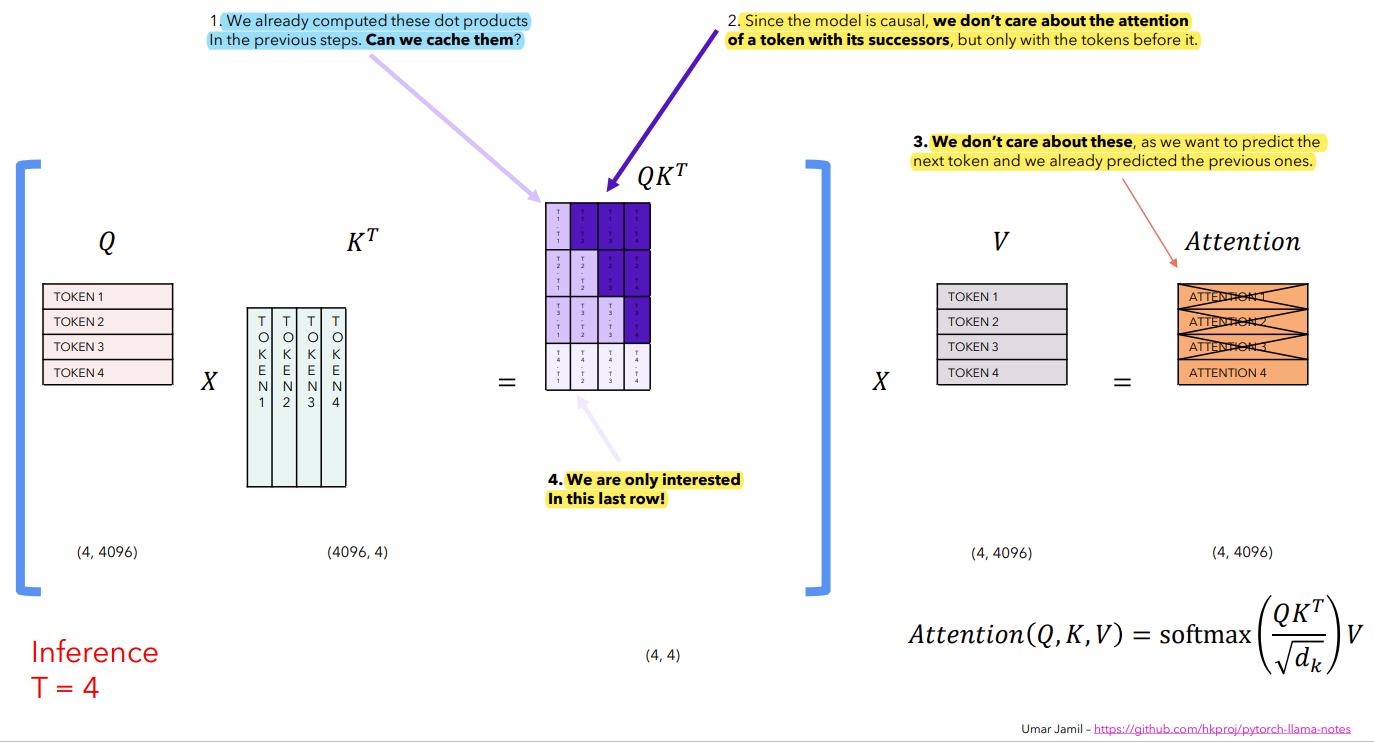 1. We already computed these dot products
In the previous steps. Can we cache them?
2. Since the model is causal, we don’t care about the attention
of a token with its successors, but only with the tokens before it.
3. We don’t care about these, as we want to predict the
next token and we already predicted the previous ones.
QKᵀ
Q
Kᵀ
V
Attention
TOKEN 1
TOKEN 2
TOKEN 3
TOKEN 4
X
TOKEN 1
TOKEN 2
TOKEN 3
TOKEN 4
=
T1-T1 T1-T2 T1-T3 T1-T4
T2-T1 T2-T2 T2-T3 T2-T4
T3-T1 T3-T2 T3-T3 T3-T4
T4-T1 T4-T2 T4-T3 T4-T4
X
TOKEN 1
TOKEN 2
TOKEN 3
TOKEN 4
=
ATTENTION 1
ATTENTION 2
ATTENTION 3
ATTENTION 4
4. We are only interested
In this last row!
(4, 4096)
(4096, 4)
(4, 4096)
(4, 4096)
Attention(Q, K, V) = softmax(QKᵀ / √dₖ)V
Inference
T = 4
(4, 4)
Umar Jamil – https://github.com/hkproj/pytorch-llama-notes